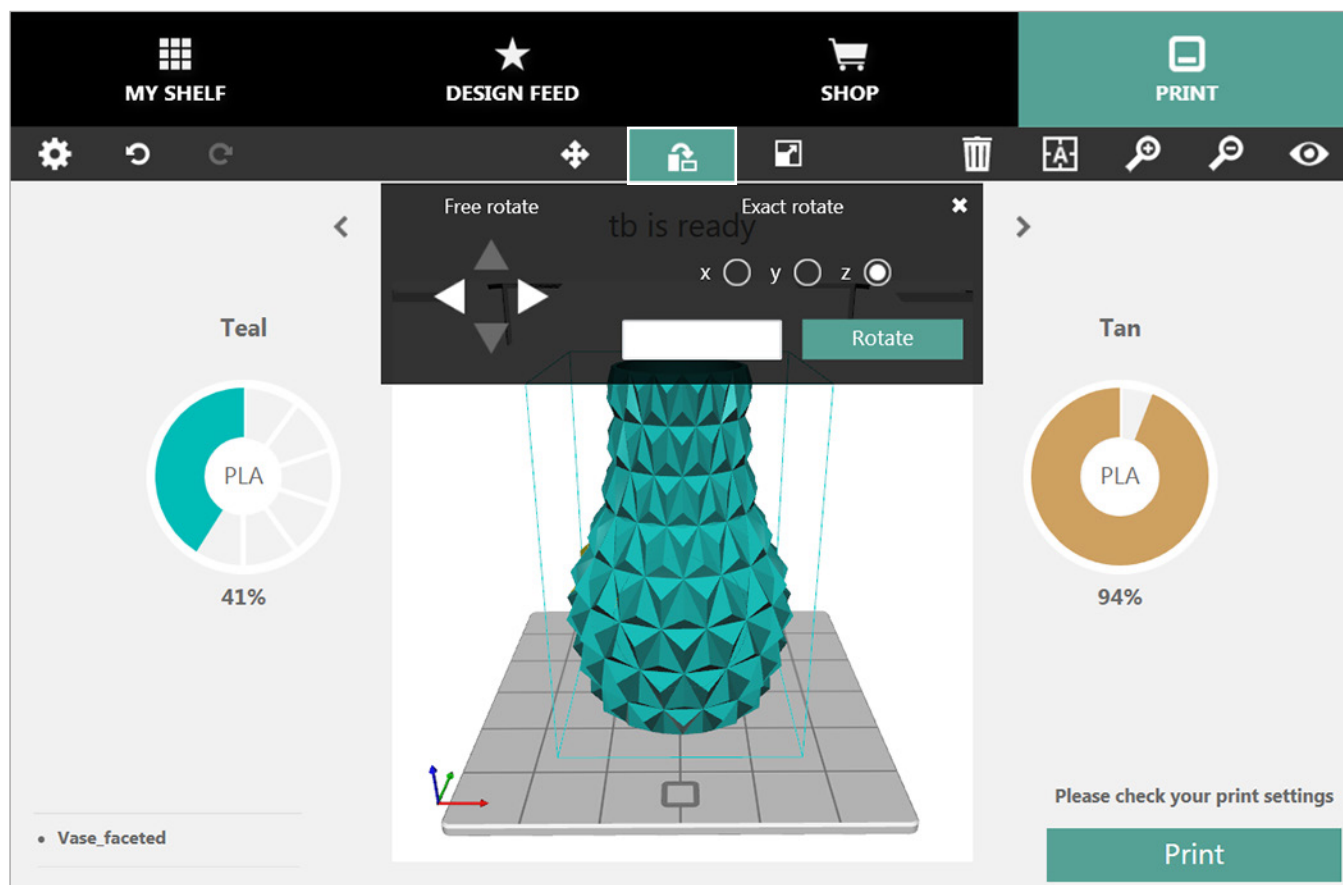 MY SHELF
DESIGN FEED
SHOP
PRINT
A
Free rotate
Exact rotate
tb is ready
x
y
z
Rotate
Teal
Tan
PLA
PLA
41%
94%
Vase_faceted
Please check your print settings
Print